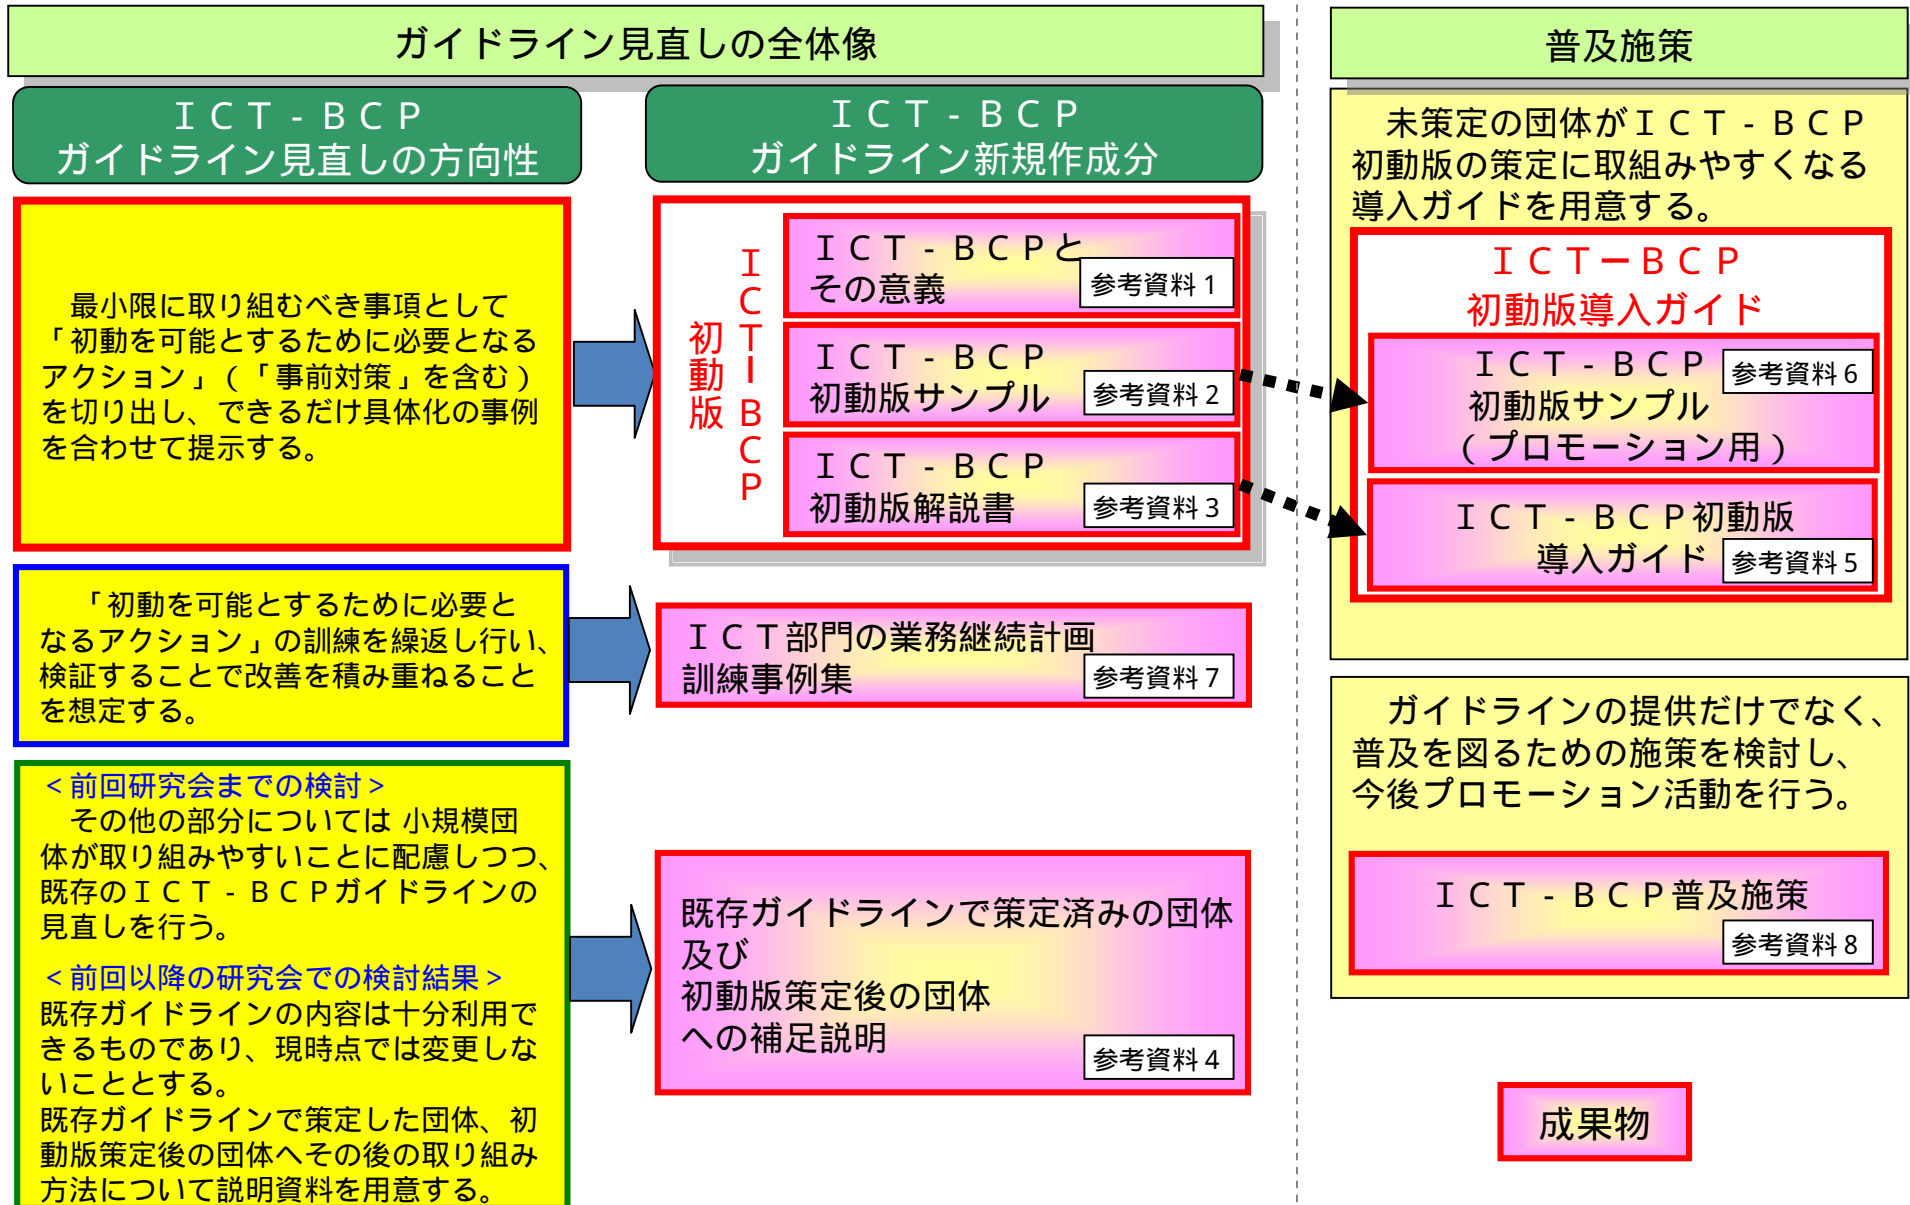 ガイドライン見直しの全体像
ＩＣＴ‐ＢＣＰ
ガイドライン見直しの方向性
最小限に取り組むべき事項として
「初動を可能とするために必要となる
アクション」（「事前対策」を含む）
を切り出し、できるだけ具体化の事例
を合わせて提示する。
「初動を可能とするために必要と
なるアクション」の訓練を繰返し行い、
検証することで改善を積み重ねること
を想定する。
＜前回研究会までの検討＞
その他の部分については 小規模団
体が取り組みやすいことに配慮しつつ、
既存のＩＣＴ‐ＢＣＰガイドラインの
見直しを行う。
＜前回以降の研究会での検討結果＞
既存ガイドラインの内容は十分利用で
きるものであり、現時点では変更しな
いこととする。
既存ガイドラインで策定した団体、初
動版策定後の団体へその後の取り組み
方法について説明資料を用意する。
ＩＣＴ‐ＢＣＰ
ガイドライン新規作成分
ＩＣＴーＢＣＰ
初動版
ＩＣＴ‐ＢＣＰと
その意義
参考資料１
ＩＣＴ‐ＢＣＰ
初動版サンプル
参考資料２
ＩＣＴ‐ＢＣＰ
初動版解説書
参考資料３
ＩＣＴ部門の業務継続計画
訓練事例集
参考資料７
既存ガイドラインで策定済みの団体
及び
初動版策定後の団体
への補足説明
参考資料４
普及施策
未策定の団体がＩＣＴ‐ＢＣＰ
初動版の策定に取組みやすくなる
導入ガイドを用意する。
ＩＣＴーＢＣＰ
初動版導入ガイド
ＩＣＴ‐ＢＣＰ
初動版サンプル
（プロモーション用）
参考資料６
ＩＣＴ‐ＢＣＰ初動版
導入ガイド
参考資料５
ガイドラインの提供だけでなく、
普及を図るための施策を検討し、
今後プロモーション活動を行う。
ＩＣＴ‐ＢＣＰ普及施策
参考資料８
成果物